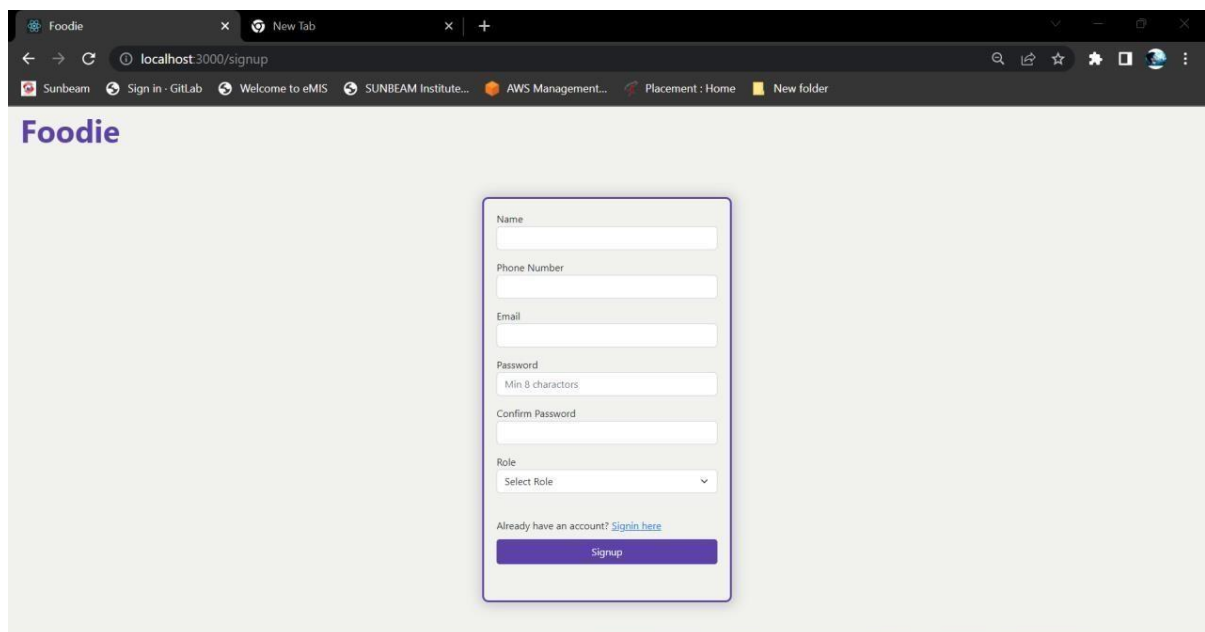 Foodie
New Tab
localhost:3000/signup
Sunbeam Sign in · GitLab Welcome to eMIS SUNBEAM Institute... AWS Management... Placement : Home New folder
Foodie
Name
Phone Number
Email
Password
Min 8 charactors
Confirm Password
Role
Select Role
Already have an account? Signin here
Signup